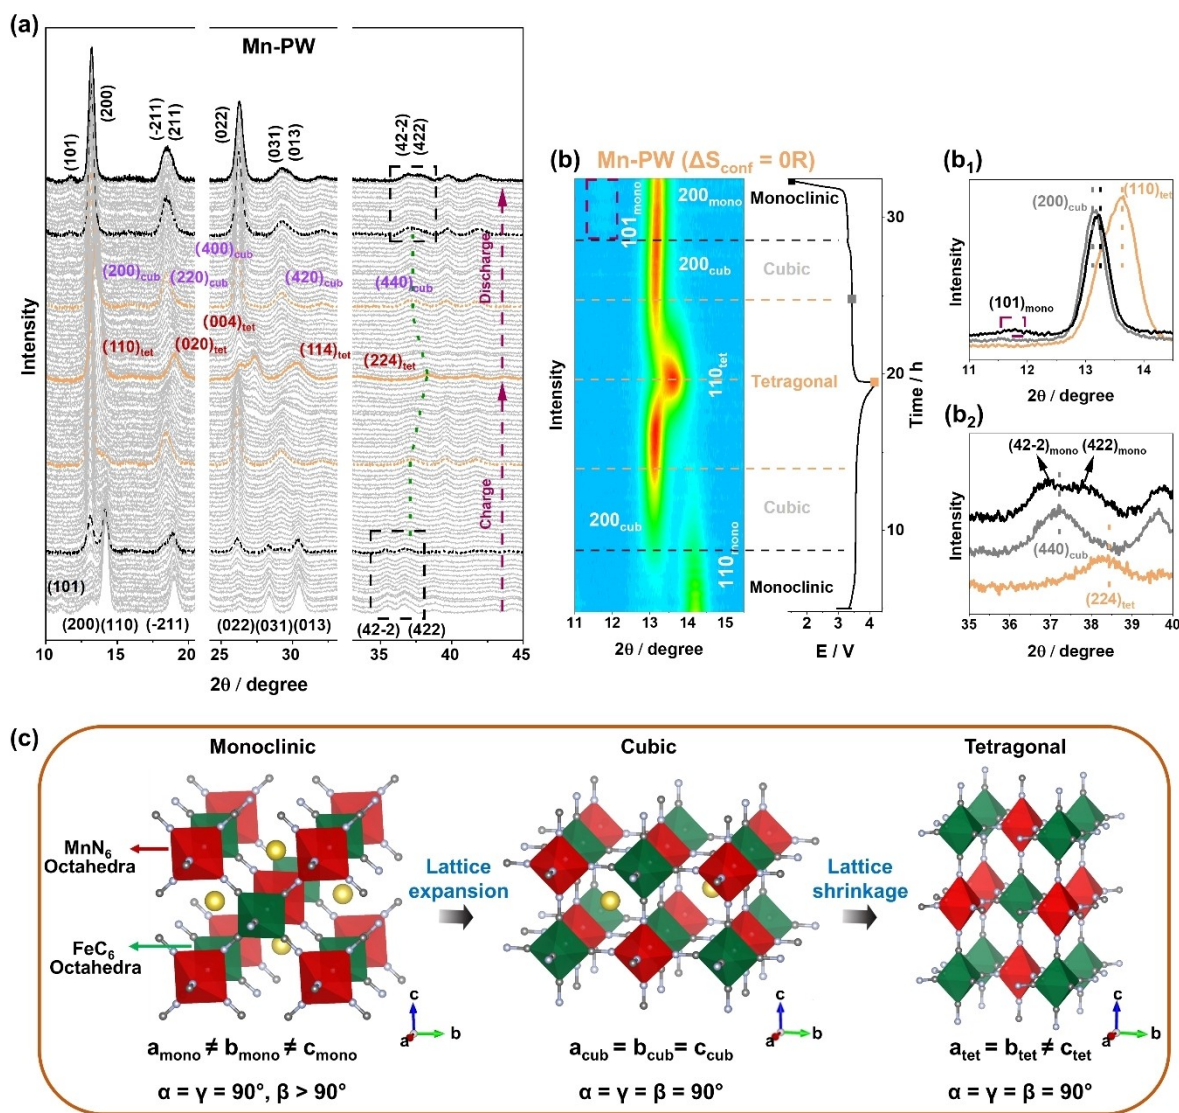 (a)
Mn-PW
(101)
(200)
(-211)
(211)
(022)
(031)
(013)
(42-2)
(422)
(200)cub
(220)cub
(400)cub
(420)cub
(440)cub
(110)tet
(020)tet
(004)tet
(114)tet
(224)tet
Discharge
Charge
(101)
(200) (110) (-211) (022) (031) (013) (42-2) (422)
10 15 20 25 30 35 40 45
2θ / degree
Intensity
(b)
Mn-PW (ΔSconf = 0R)
101mono
200mono
200cub
110tet
200cub
110mono
Monoclinic
Cubic
Tetragonal
Cubic
Monoclinic
30
20
10
Time / h
Intensity
11 12 13 14 15 2 3 4
2θ / degree
E / V
(b1)
(110)tet
(200)cub
(101)mono
Intensity
11 12 13 14
2θ / degree
(b2)
(42-2)mono
(422)mono
(440)cub
(224)tet
Intensity
35 36 37 38 39 40
2θ / degree
(c)
Monoclinic
Cubic
Tetragonal
MnN6
Octahedra
FeC6
Octahedra
Lattice
expansion
Lattice
shrinkage
c
a
b
c
a
b
c
a
b
amono ≠ bmono ≠ cmono
acub = bcub = ccub
atet = btet ≠ ctet
α = γ = 90°, β > 90°
α = γ = β = 90°
α = γ = β = 90°